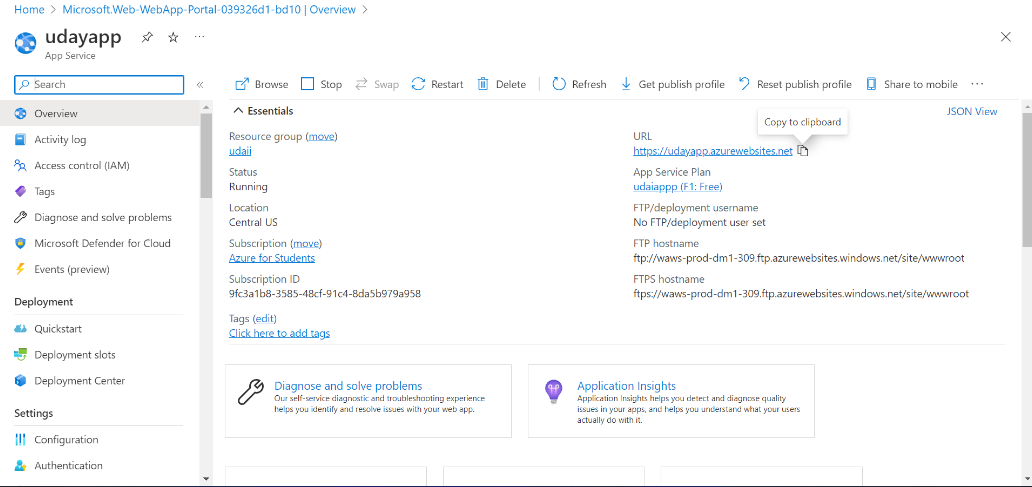 Home > Microsoft.Web-WebApp-Portal-039326d1-bd10 | Overview >
udayapp
App Service
Search
«
Browse Stop Swap Restart Delete Refresh Get publish profile Reset publish profile Share to mobile ...
Overview
Activity log
Access control (IAM)
Tags
Diagnose and solve problems
Microsoft Defender for Cloud
Events (preview)
Deployment
Quickstart
Deployment slots
Deployment Center
Settings
Configuration
Authentication
Essentials
JSON View
Copy to clipboard
Resource group (move)
udaii
Status
Running
Location
Central US
Subscription (move)
Azure for Students
Subscription ID
9fc3a1b8-3585-48cf-91c4-8da5b979a958
Tags (edit)
Click here to add tags
URL
https://udayapp.azurewebsites.net
App Service Plan
udaiappp (F1: Free)
FTP/deployment username
No FTP/deployment user set
FTP hostname
ftp://waws-prod-dm1-309.ftp.azurewebsites.windows.net/site/wwwroot
FTPS hostname
ftps://waws-prod-dm1-309.ftp.azurewebsites.windows.net/site/wwwroot
Diagnose and solve problems
Our self-service diagnostic and troubleshooting experience
helps you identify and resolve issues with your web app.
Application Insights
Application Insights helps you detect and diagnose quality
issues in your apps, and helps you understand what your users
actually do with it.